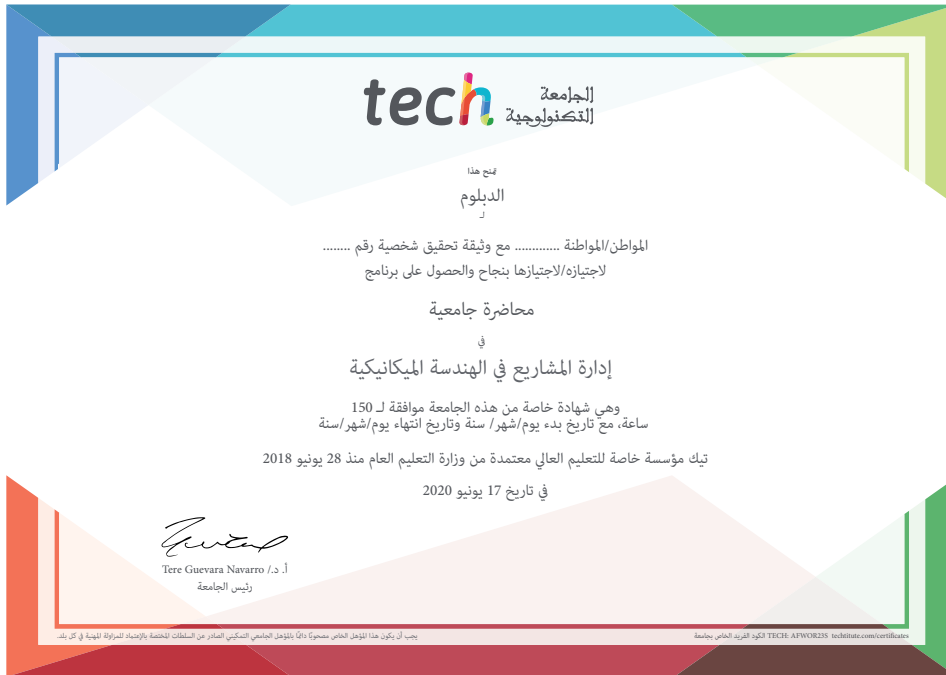 tech الجامعة
التكنولوجية
يمنح هذا
الدبلوم
لـ
المواطن/المواطنة ............ مع وثيقة تحقيق شخصية رقم ........
لاجتيازه/لاجتيازها بنجاح والحصول على برنامج
محاضرة جامعية
في
إدارة المشاريع في الهندسة الميكانيكية
وهي شهادة خاصة من هذه الجامعة موافقة لـ 150
ساعة، مع تاريخ بدء يوم/شهر/ سنة وتاريخ انتهاء يوم/شهر/سنة
تيك مؤسسة خاصة للتعليم العالي معتمدة من وزارة التعليم العام منذ 28 يونيو 2018
في تاريخ 17 يونيو 2020
أ. د./ Tere Guevara Navarro
رئيس الجامعة
يجب أن يكون هذا المؤهل الخاص مصحوبًا دائمًا بالمؤهل الجامعي التمكيني الصادر عن السلطات المختصة بالإعتماد للمزاولة المهنية في كل بلد.
الكود الفريد الخاص بجامعة TECH: AFWOR23S techtitute.com/certificates